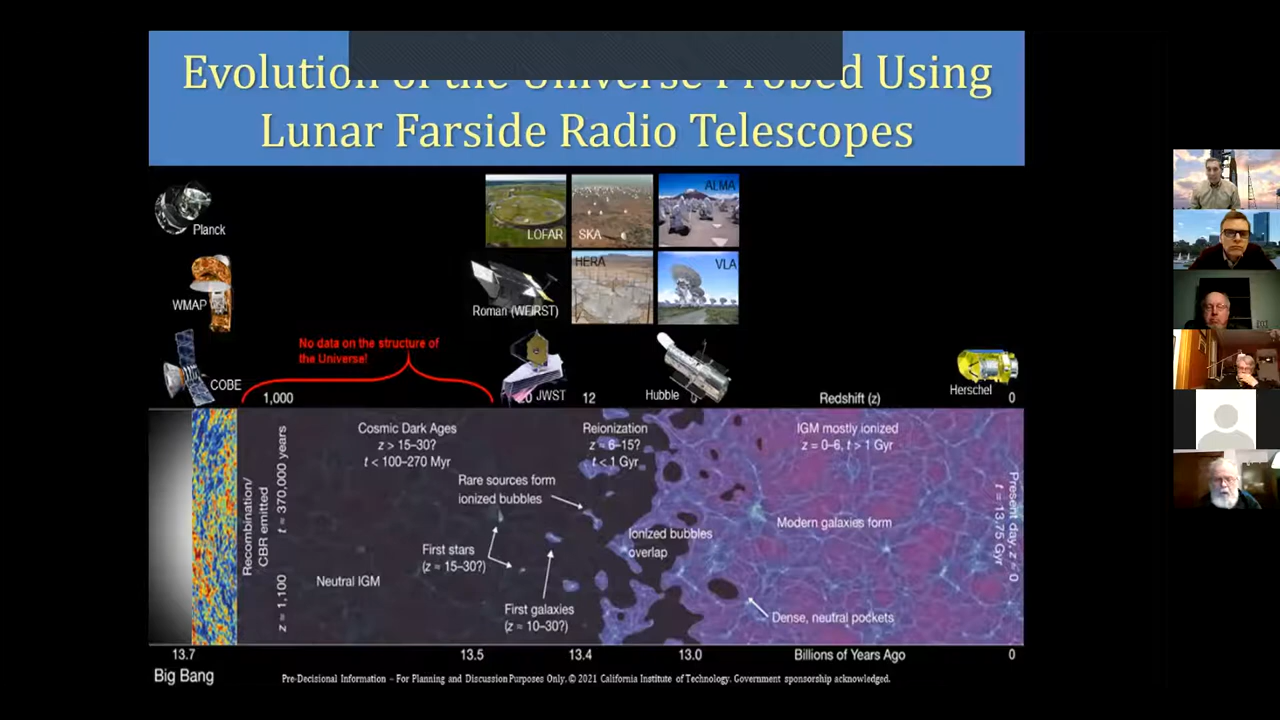 Evolution of the Universe Probed Using
Lunar Farside Radio Telescopes
Planck
WMAP
COBE
LOFAR
SKA
ALMA
HERA
VLA
Roman (WFIRST)
No data on the structure of
the Universe!
JWST
Hubble
Herschel
1,000
20
12
Redshift (z)
0
Recombination/
CBR emitted
z ≈ 1,100
t ≈ 370,000 years
Cosmic Dark Ages
z > 15–30?
t < 100–270 Myr
Reionization
z ≈ 6–15?
t < 1 Gyr
IGM mostly ionized
z = 0–6, t > 1 Gyr
Rare sources form
ionized bubbles
Ionized bubbles
overlap
Modern galaxies form
First stars
(z ≈ 15–30?)
Neutral IGM
First galaxies
(z ≈ 10–30?)
Dense, neutral pockets
Present day, z ≈ 0
t = 13.75 Gyr
13.7
13.5
13.4
13.0
Billions of Years Ago
0
Big Bang
Pre-Decisional Information – For Planning and Discussion Purposes Only. © 2021 California Institute of Technology. Government sponsorship acknowledged.